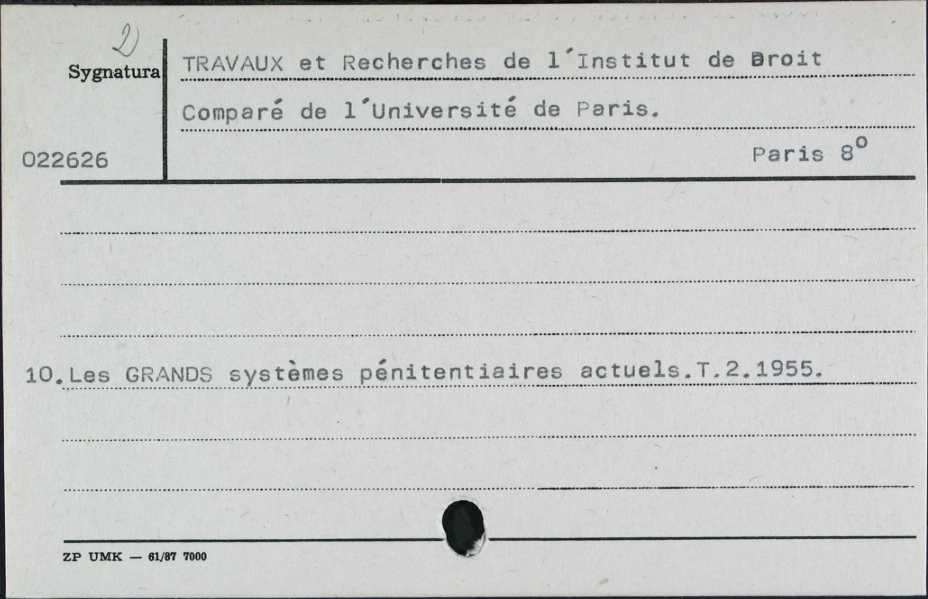 2)
Sygnatura
TRAVAUX et Recherches de l´Institut de Droit
Comparé de l´Université de Paris.
022626
Paris 8º
10. Les GRANDS systèmes pénitentiaires actuels.T.2.1955.
ZP UMK — 61/87 7000